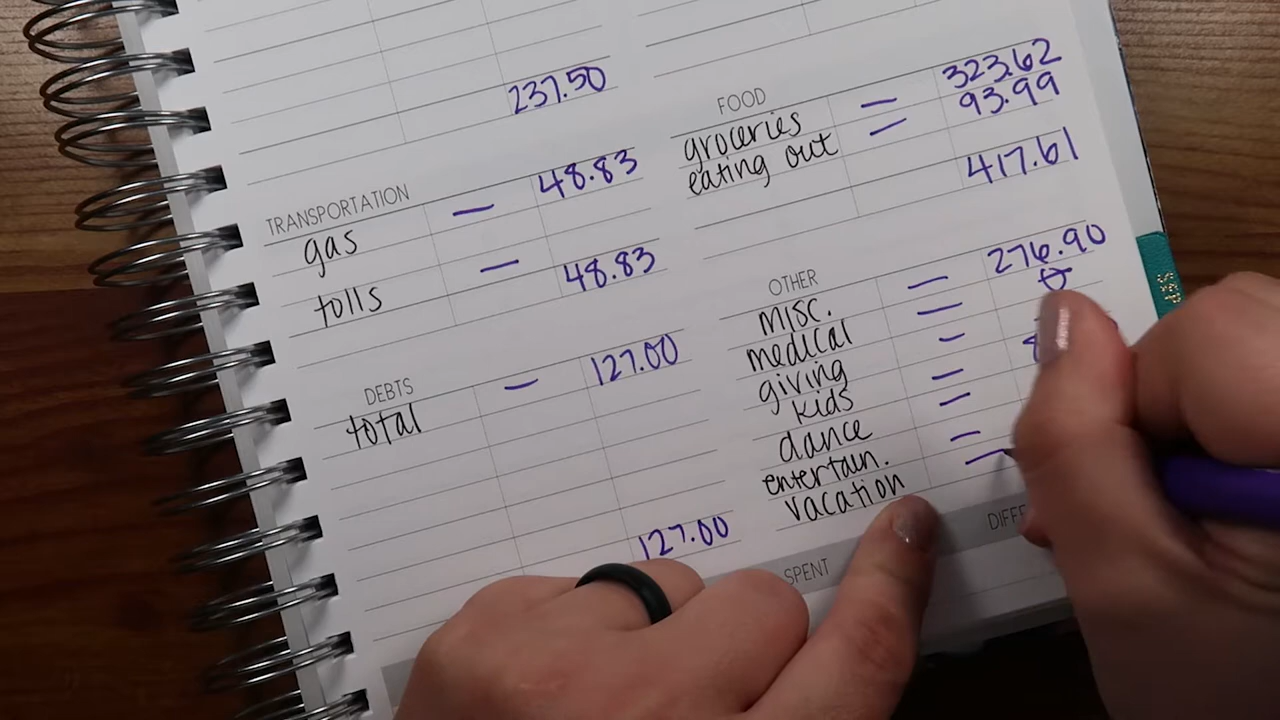 237.50
TRANSPORTATION
gas — 48.83
tolls — 48.83
DEBTS
total — 127.00
127.00
FOOD
groceries — 323.62
eating out — 93.99
417.61
OTHER
misc. — 276.90
medical — 0
giving —
kids —
dance —
entertain. —
vacation —
SPENT